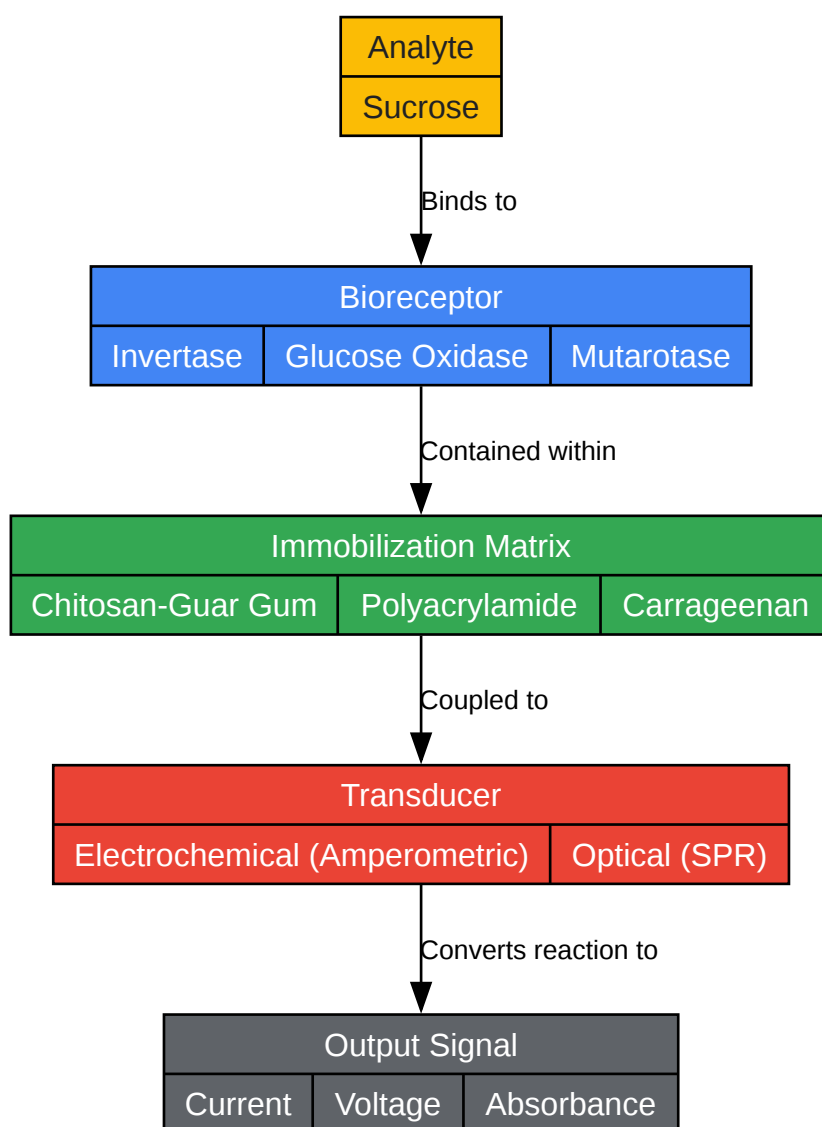 Analyte
Sucrose
Binds to
Bioreceptor
Invertase Glucose Oxidase Mutarotase
Contained within
Immobilization Matrix
Chitosan-Guar Gum Polyacrylamide Carrageenan
Coupled to
Transducer
Electrochemical (Amperometric) Optical (SPR)
Converts reaction to
Output Signal
Current Voltage Absorbance